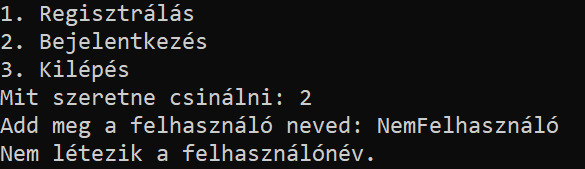 1. Regisztrálás
2. Bejelentkezés
3. Kilépés
Mit szeretne csinálni: 2
Add meg a felhasználó neved: NemFelhasználó
Nem létezik a felhasználónév.